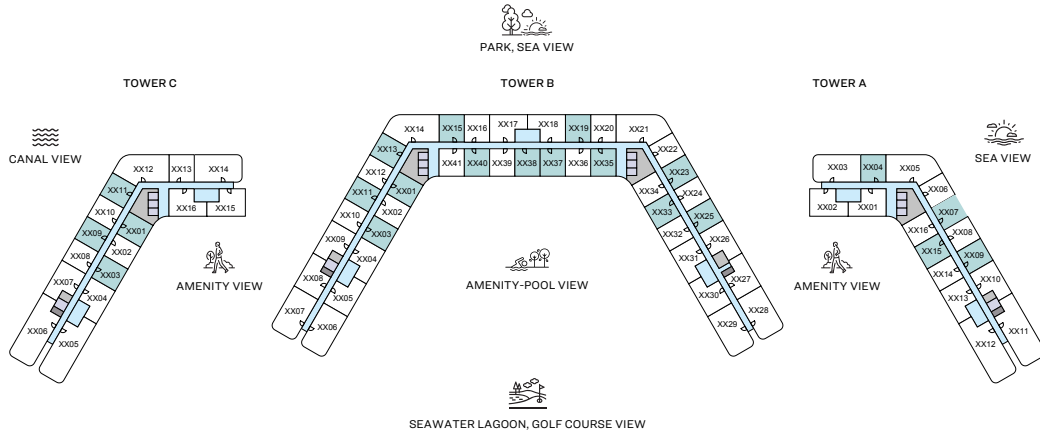 PARK, SEA VIEW
TOWER C
TOWER B
TOWER A
CANAL VIEW
SEA VIEW
XX12 XX13 XX14
XX11
XX10
XX09
XX08
XX07
XX06
XX16 XX15
XX01
XX02
XX03
XX04
XX05
XX14 XX15 XX16 XX17 XX18 XX19 XX20 XX21
XX41 XX40 XX39 XX38 XX37 XX36 XX35
XX13
XX12
XX11
XX10
XX09
XX08
XX07
XX01
XX02
XX03
XX04
XX05
XX06
XX22
XX23
XX24
XX25
XX26
XX27
XX28
XX34
XX33
XX32
XX31
XX30
XX29
XX03 XX04 XX05
XX02 XX01
XX06
XX07
XX08
XX09
XX10
XX11
XX16
XX15
XX14
XX13
XX12
AMENITY VIEW
AMENITY-POOL VIEW
AMENITY VIEW
SEAWATER LAGOON, GOLF COURSE VIEW